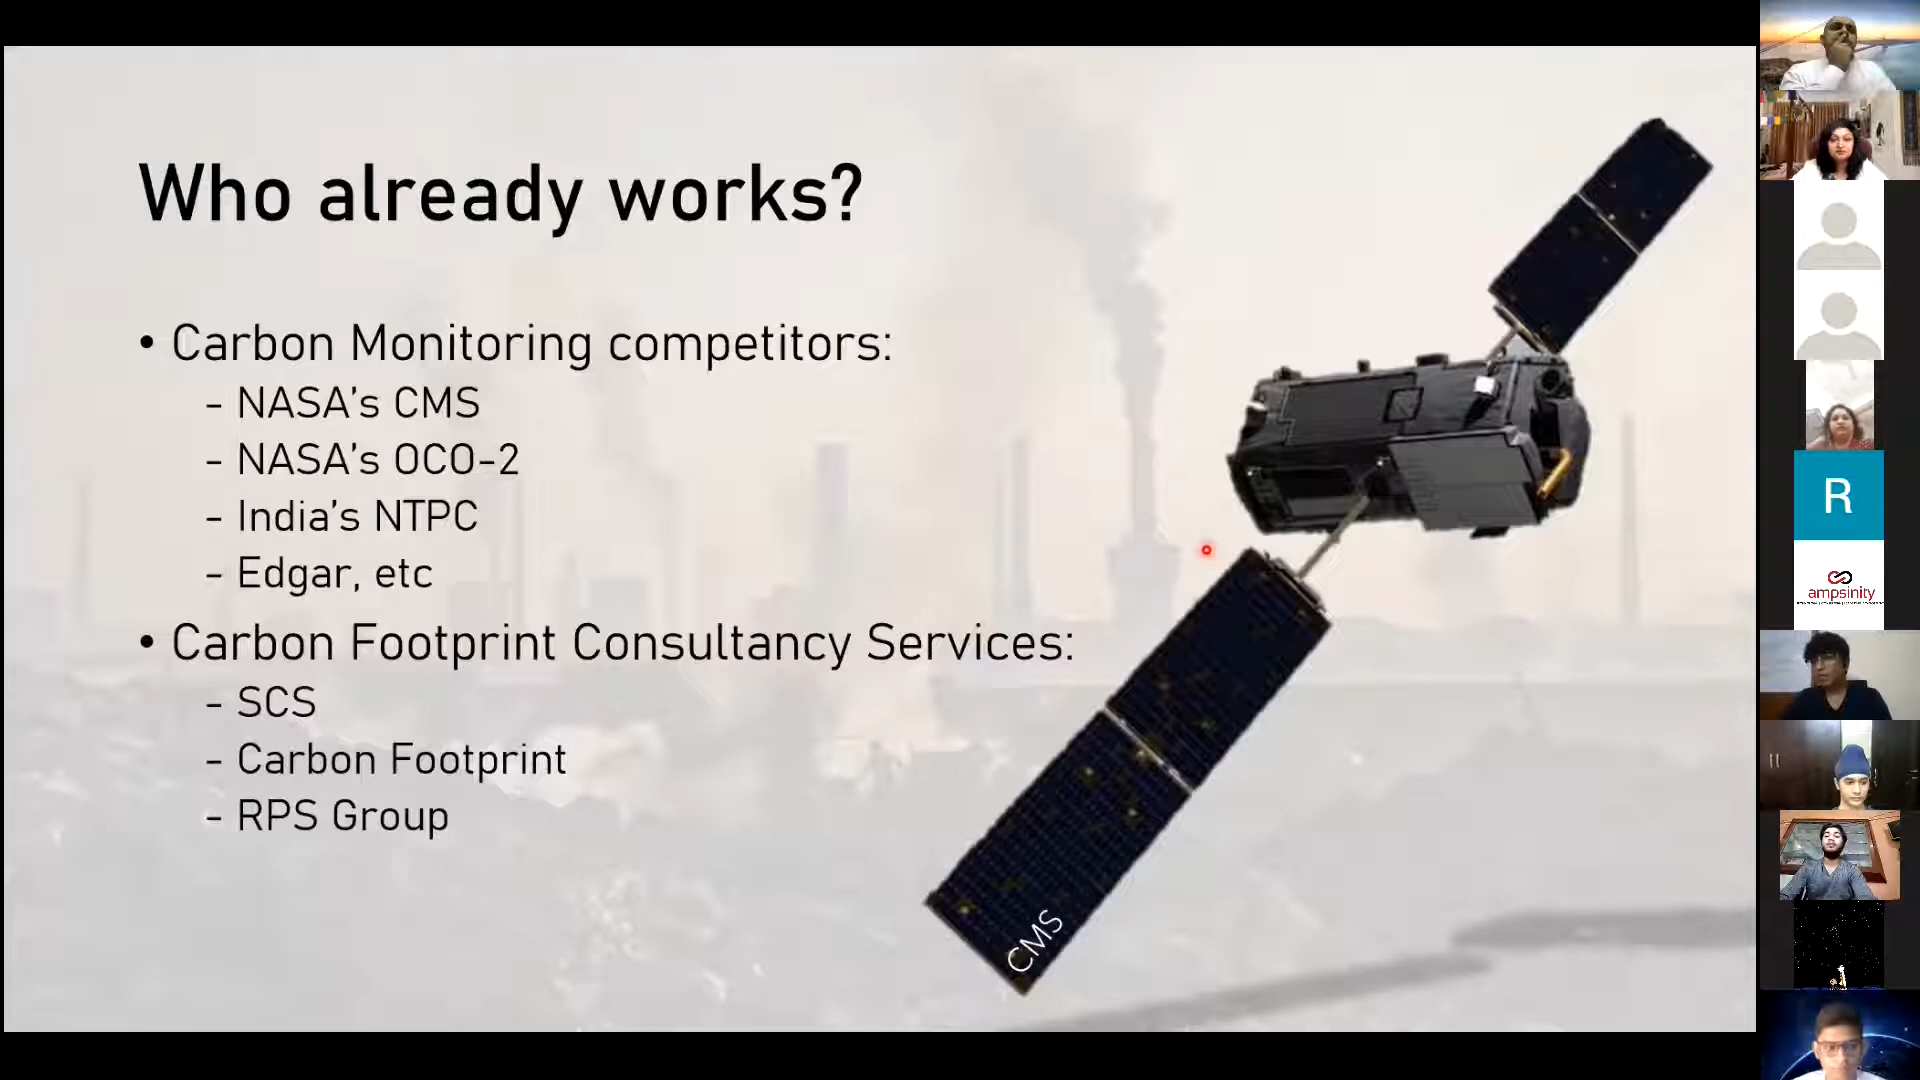 Who already works?
• Carbon Monitoring competitors:
- NASA's CMS
- NASA's OCO-2
- India's NTPC
- Edgar, etc
• Carbon Footprint Consultancy Services:
- SCS
- Carbon Footprint
- RPS Group
CMS
R
ampsinity